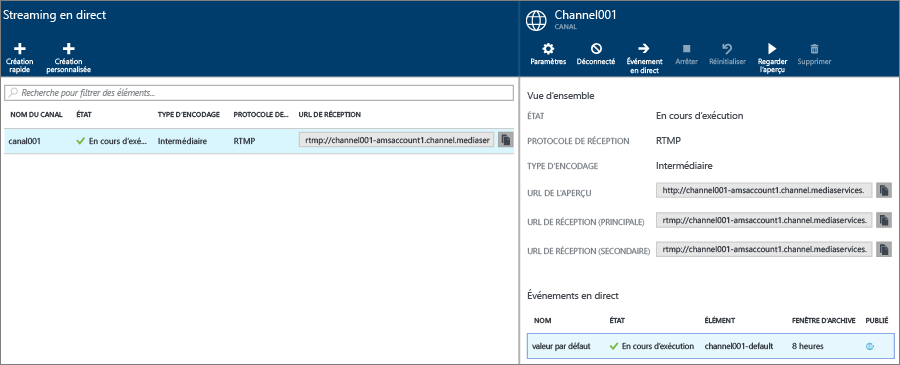 Streaming en direct
Création rapide
Création personnalisée
Recherche pour filtrer des éléments...
NOM DU CANAL ÉTAT TYPE D'ENCODAGE PROTOCOLE DE... URL DE RÉCEPTION
canal001 En cours d'exé... Intermédiaire RTMP rtmp://channel001-amsaccount1.channel.mediaser
Channel001
CANAL
Paramètres
Déconnecté
Événement en direct
Arrêter
Réinitialiser
Regarder l'aperçu
Supprimer
Vue d'ensemble
ÉTAT En cours d'exécution
PROTOCOLE DE RÉCEPTION RTMP
TYPE D'ENCODAGE Intermédiaire
URL DE L'APERÇU http://channel001-amsaccount1.channel.mediaservices.
URL DE RÉCEPTION (PRINCIPALE) rtmp://channel001-amsaccount1.channel.mediaservices.
URL DE RÉCEPTION (SECONDAIRE) rtmp://channel001-amsaccount1.channel.mediaservices.
Événements en direct
NOM ÉTAT ÉLÉMENT FENÊTRE D'ARCHIVE PUBLIÉ
valeur par défaut En cours d'exécution channel001-default 8 heures